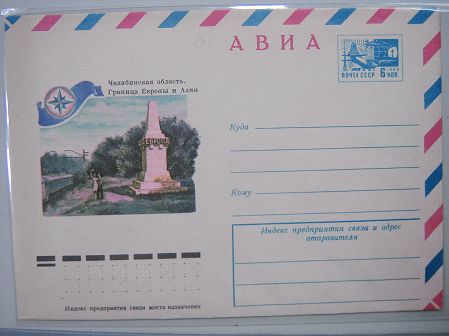 АВИА
ПОЧТА СССР 6 КОП.
Челябинская область.
Граница Европы и Азии
ЕВРОПА
Куда
Кому
Индекс предприятия связи и адрес
отправителя
Индекс предприятия связи места назначения